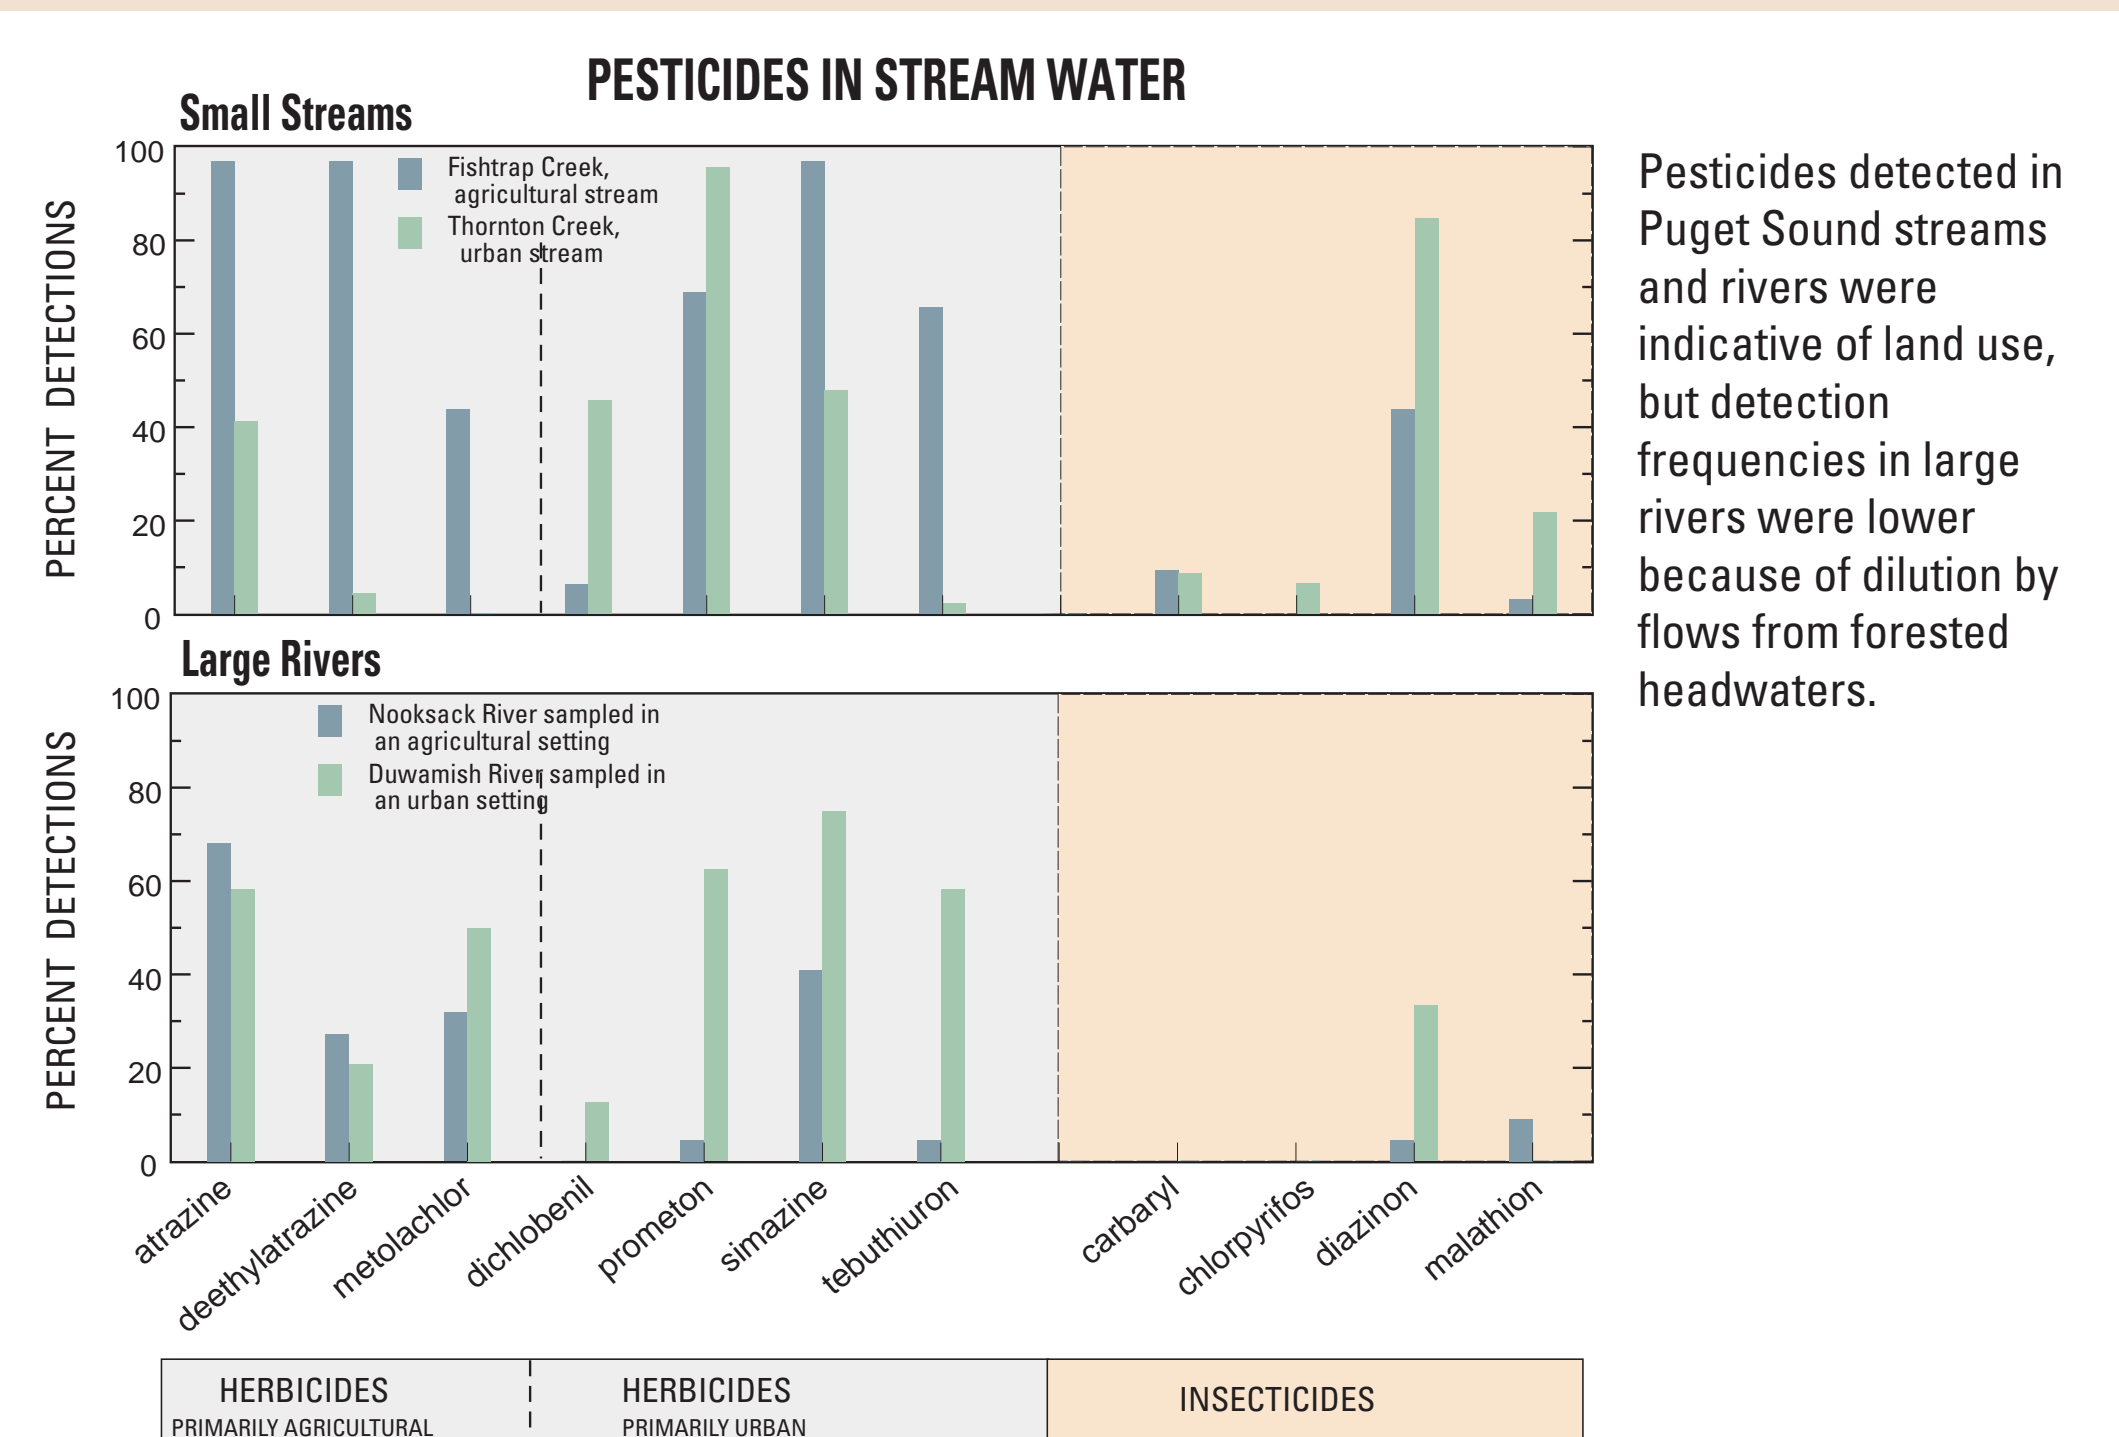 PESTICIDES IN STREAM WATER
Small Streams
100
80
60
40
20
0
PERCENT DETECTIONS
Fishtrap Creek,
agricultural stream
Thornton Creek,
urban stream
Pesticides detected in
Puget Sound streams
and rivers were
indicative of land use,
but detection
frequencies in large
rivers were lower
because of dilution by
flows from forested
headwaters.
Large Rivers
100
80
60
40
20
0
PERCENT DETECTIONS
Nooksack River sampled in
an agricultural setting
Duwamish River sampled in
an urban setting
atrazine
deethylatrazine
metolachlor
dichlobenil
prometon
simazine
tebuthiuron
carbaryl
chlorpyrifos
diazinon
malathion
HERBICIDES
PRIMARILY AGRICULTURAL
HERBICIDES
PRIMARILY URBAN
INSECTICIDES